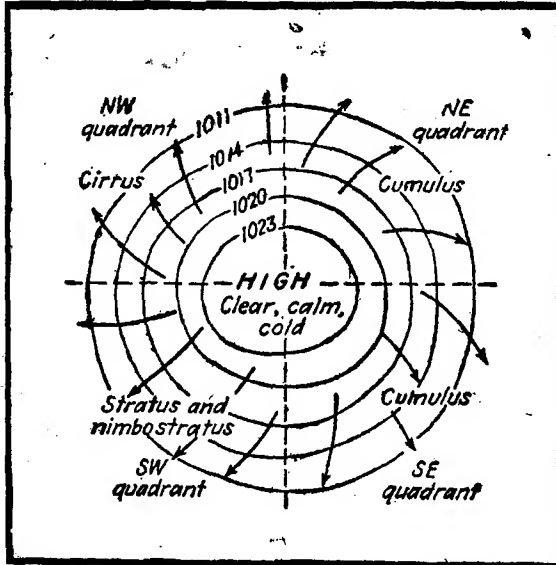 NW
quadrant
NE
quadrant
1011
1014
1017
1020
1023
Cirrus
Cumulus
HIGH
Clear, calm,
cold
Stratus and
nimbostratus
Cumulus
SW
quadrant
SE
quadrant